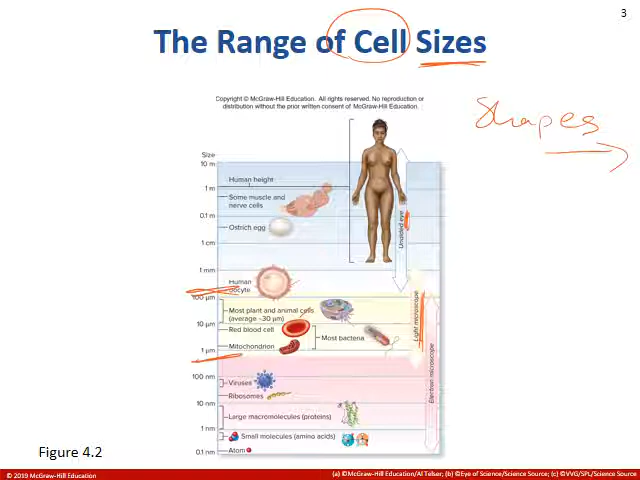 3
The Range of Cell Sizes
Copyright © McGraw-Hill Education. All rights reserved. No reproduction or
distribution without the prior written consent of McGraw-Hill Education.
Shapes
Size
10 m
Human height
1 m
Some muscle and
nerve cells
0.1 m
Ostrich egg
Unaided eye
1 cm
1 mm
Human
oocyte
100 µm
Most plant and animal cells
(average ~30 µm)
10 µm
Red blood cell
Most bacteria
Light microscope
Mitochondrion
1 µm
Electron microscope
100 nm
Viruses
Ribosomes
10 nm
Large macromolecules (proteins)
1 nm
Small molecules (amino acids)
0.1 nm
Atom
Figure 4.2
© 2019 McGraw-Hill Education
(a) ©McGraw-Hill Education/Al Telser; (b) ©Eye of Science/Science Source; (c) ©VVG/SPL/Science Source